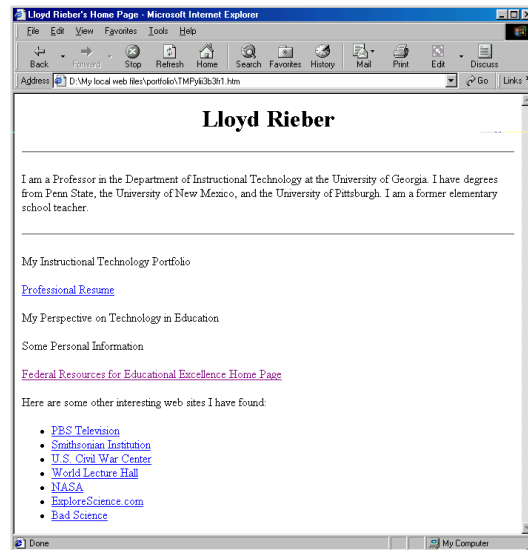 Lloyd Rieber's Home Page - Microsoft Internet Explorer
File Edit View Favorites Tools Help
Back Forward Stop Refresh Home Search Favorites History Mail Print Edit Discuss
Address D:\My local web files\portfolio\TMPylii3b3tr1.htm Go Links
Lloyd Rieber
I am a Professor in the Department of Instructional Technology at the University of Georgia. I have degrees
from Penn State, the University of New Mexico, and the University of Pittsburgh. I am a former elementary
school teacher.
My Instructional Technology Portfolio
Professional Resume
My Perspective on Technology in Education
Some Personal Information
Federal Resources for Educational Excellence Home Page
Here are some other interesting web sites I have found:
PBS Television
Smithsonian Institution
U.S. Civil War Center
World Lecture Hall
NASA
ExploreScience.com
Bad Science
Done My Computer